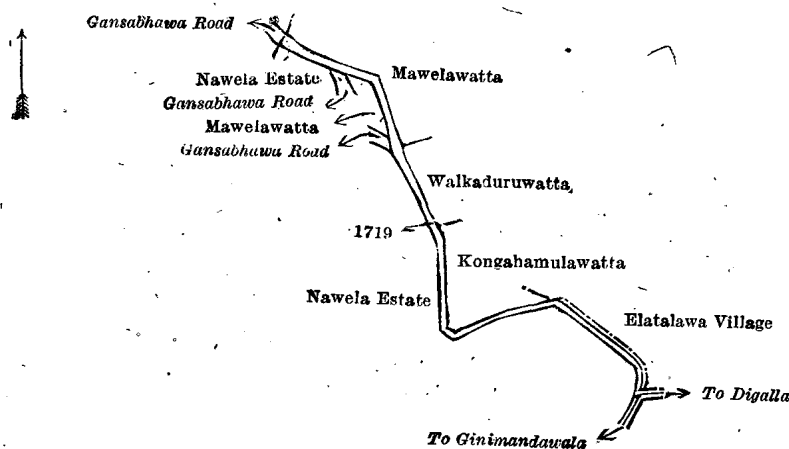 Gansabhawa Road
Mawelawatta
Nawela Estate
Gansabhawa Road
Mawelawatta
Gansabhawa Road
Walkaduruwatta
1719
Kongahamulawatta
Nawela Estate
Elatalawa Village
To Digalla
To Ginimandawala